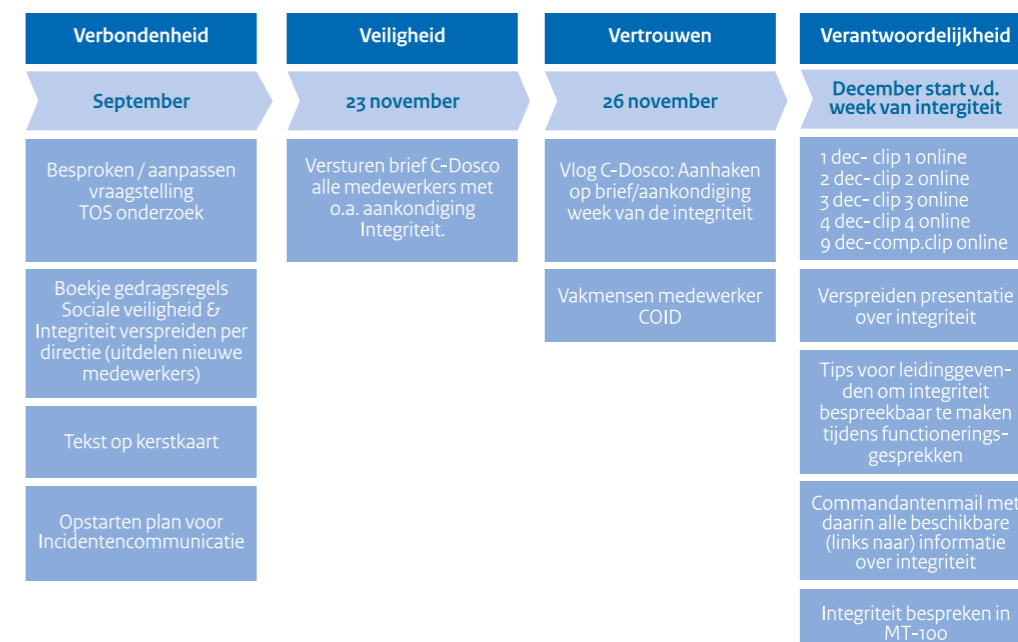 Verbondenheid
September
Besproken / aanpassen
vraagstelling
TOS onderzoek
Boekje gedragsregels
Sociale veiligheid &
Integriteit verspreiden per
directie (uitdelen nieuwe
medewerkers)
Tekst op kerstkaart
Opstarten plan voor
Incidentencommunicatie
Veiligheid
23 november
Versturen brief C-Dosco
alle medewerkers met
o.a. aankondiging
Integriteit.
Vertrouwen
26 november
Vlog C-Dosco: Aanhaken
op brief/aankondiging
week van de integriteit
Vakmensen medewerker
COID
Verantwoordelijkheid
December start v.d.
week van intergiteit
1 dec- clip 1 online
2 dec- clip 2 online
3 dec- clip 3 online
4 dec- clip 4 online
9 dec-comp.clip online
Verspreiden presentatie
over integriteit
Tips voor leidinggeven-
den om integriteit
bespreekbaar te maken
tijdens functionerings-
gesprekken
Commandantenmail met
daarin alle beschikbare
(links naar) informatie
over integriteit
Integriteit bespreken in
MT-100